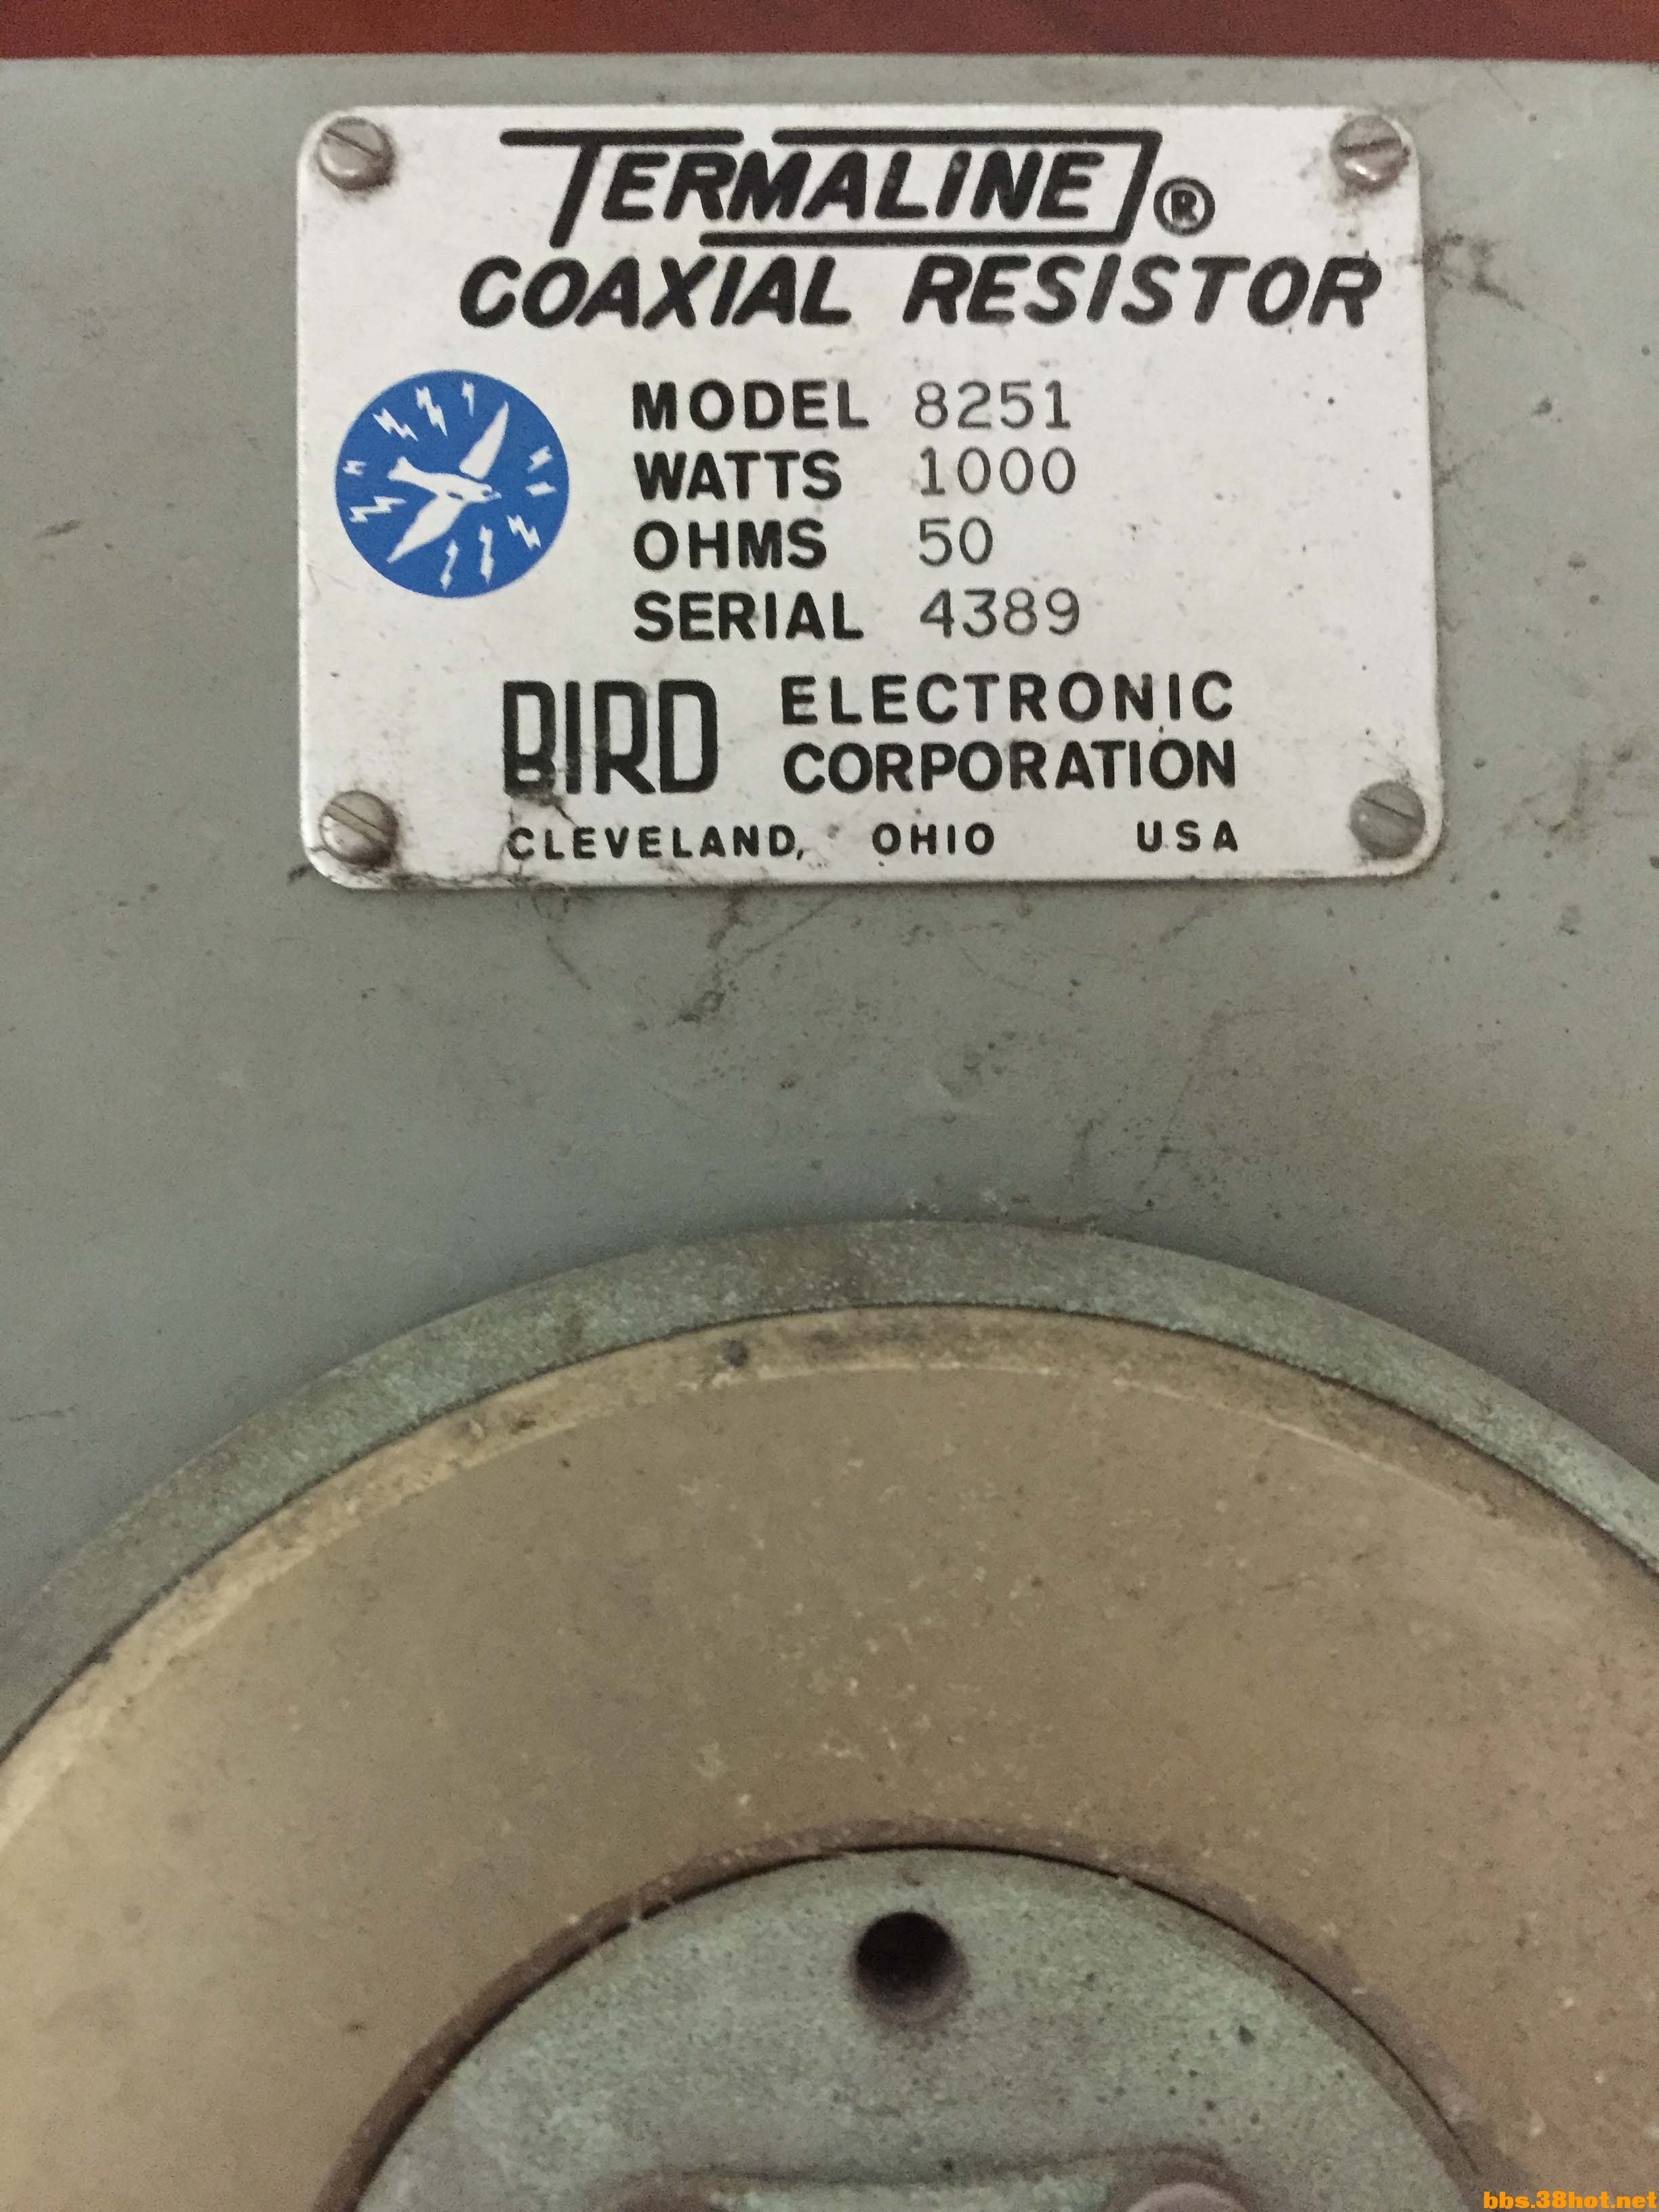 TERMALINE®
COAXIAL RESISTOR
MODEL 8251
WATTS 1000
OHMS 50
SERIAL 4389
BIRD ELECTRONIC
CORPORATION
CLEVELAND, OHIO USA
bbs.38hot.net